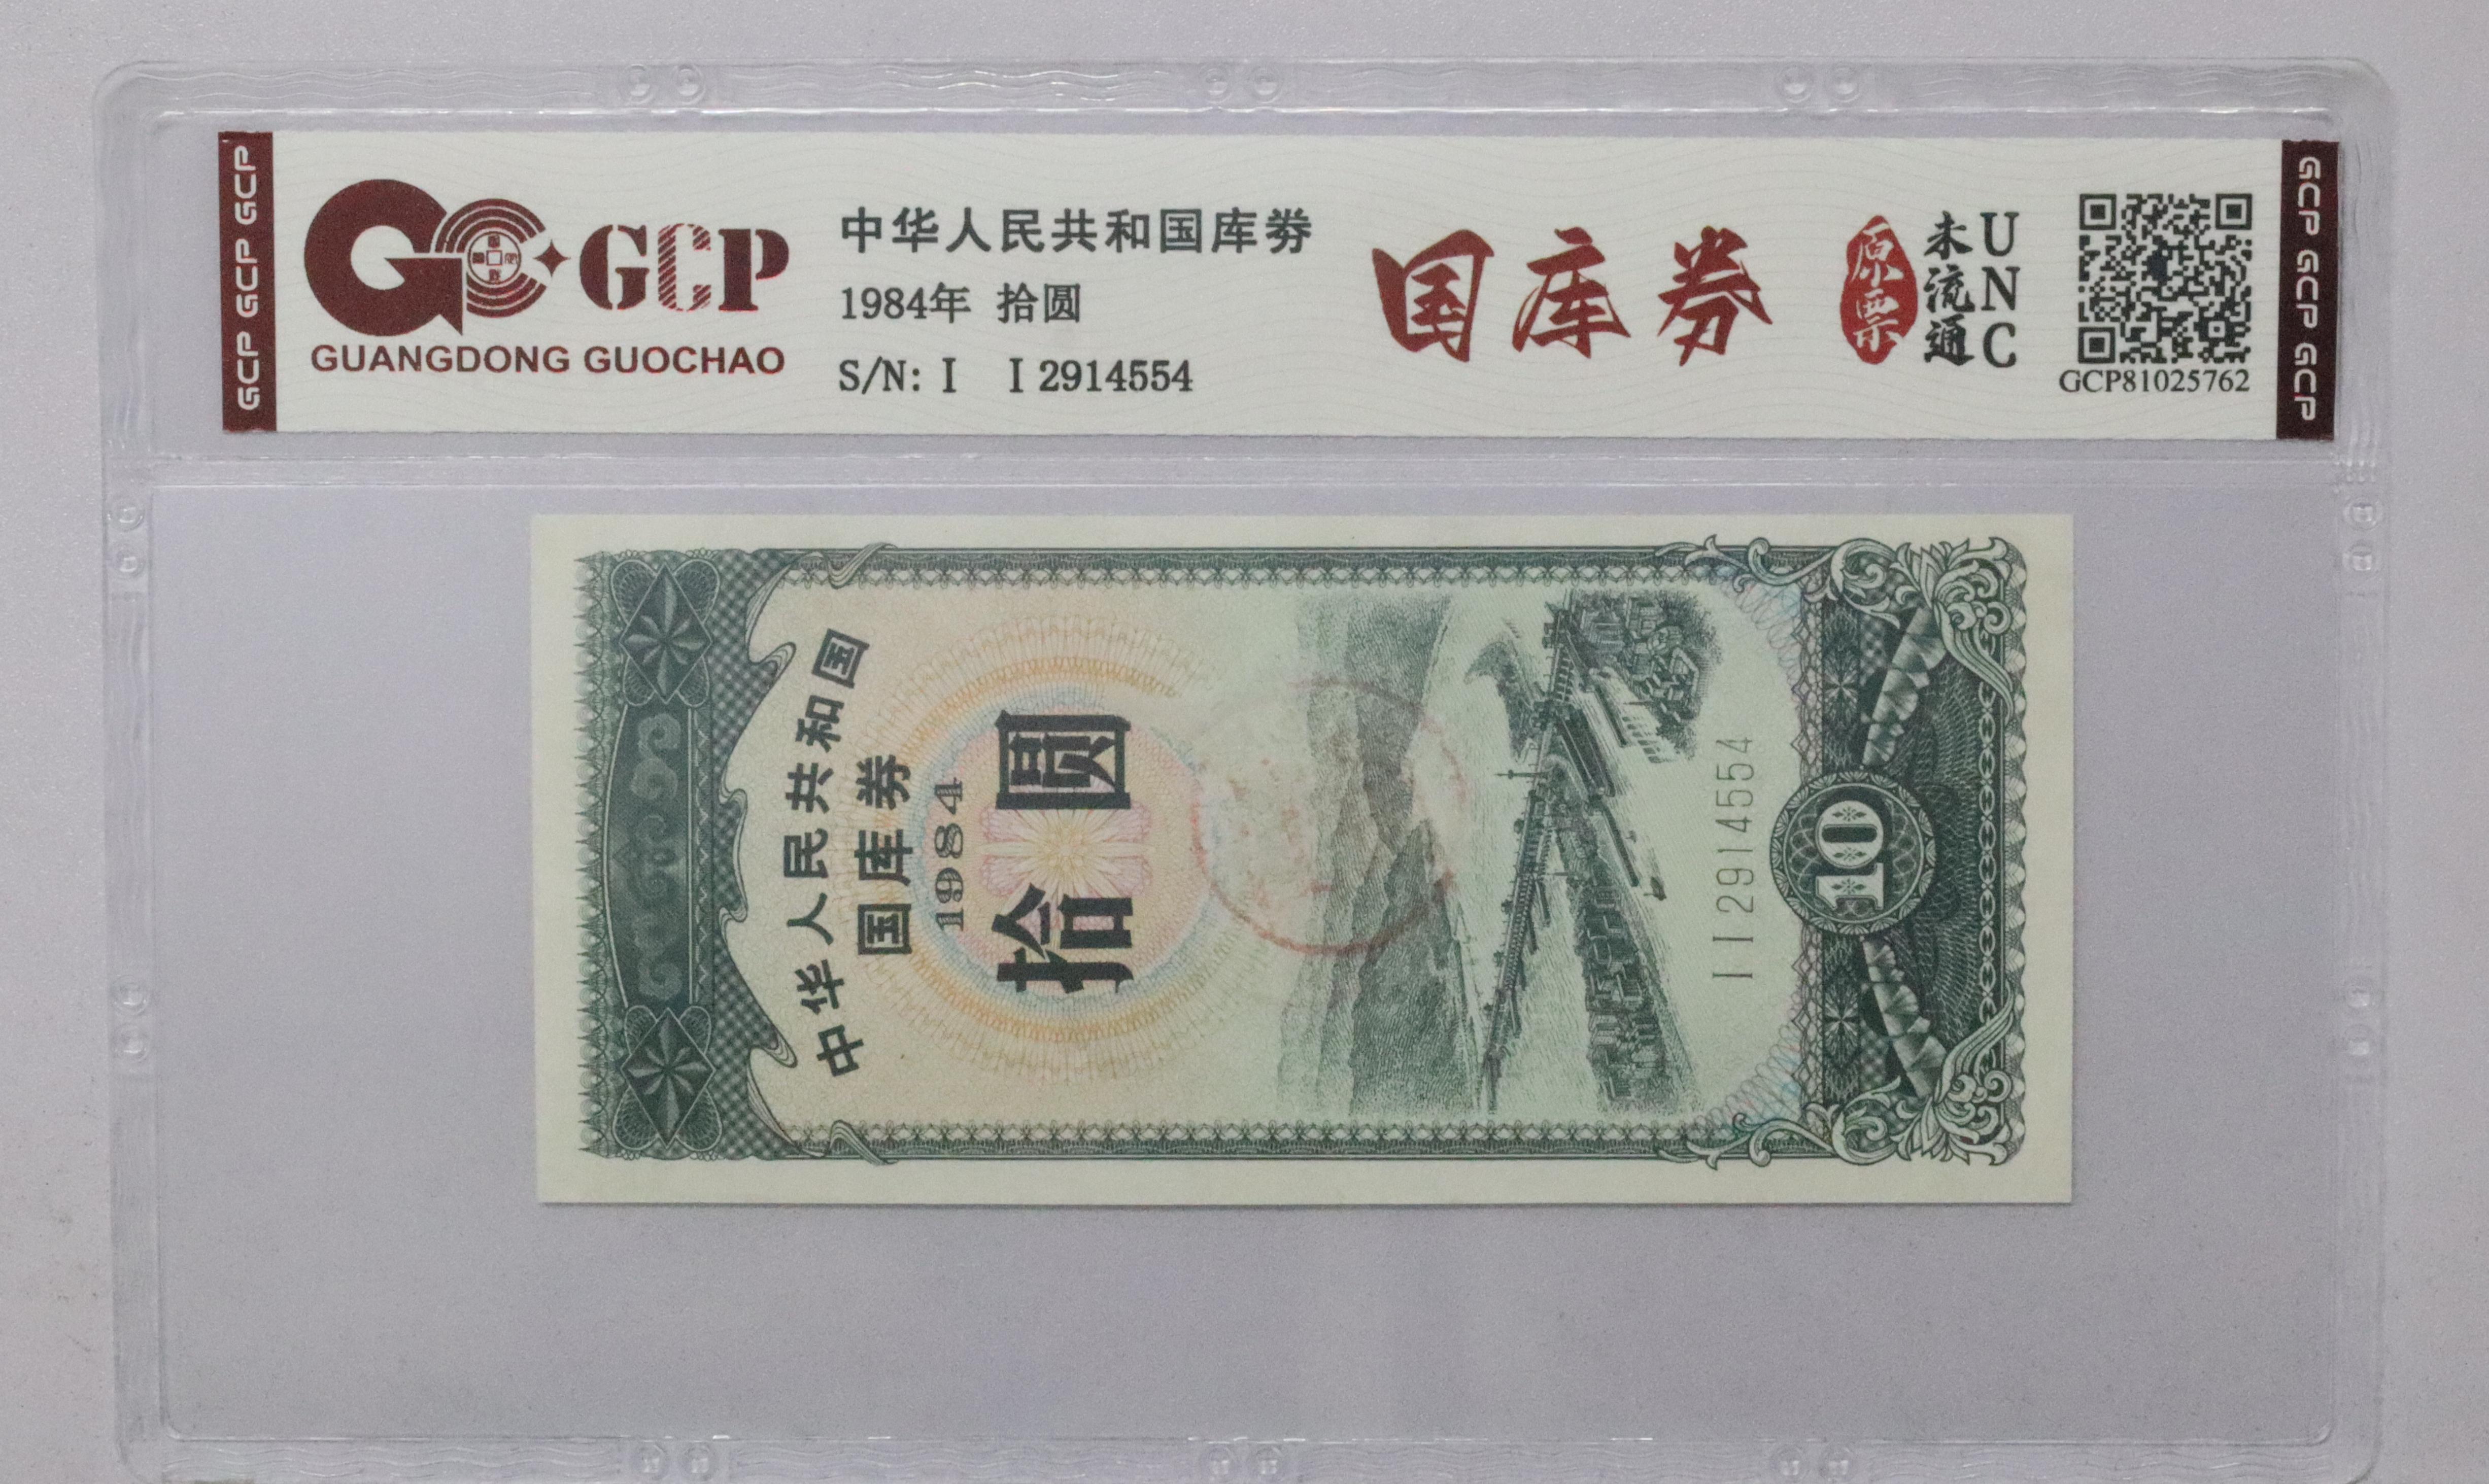 GCP GCP GCP
GCP
GUANGDONG GUOCHAO
中华人民共和国国库券
1984年 拾圆
S/N: I I 2914554
国库券
原票
未流通
UNC
GCP81025762
GCP GCP GCP
中华人民共和国
国库券
1984
拾圆
I I 2914554
10